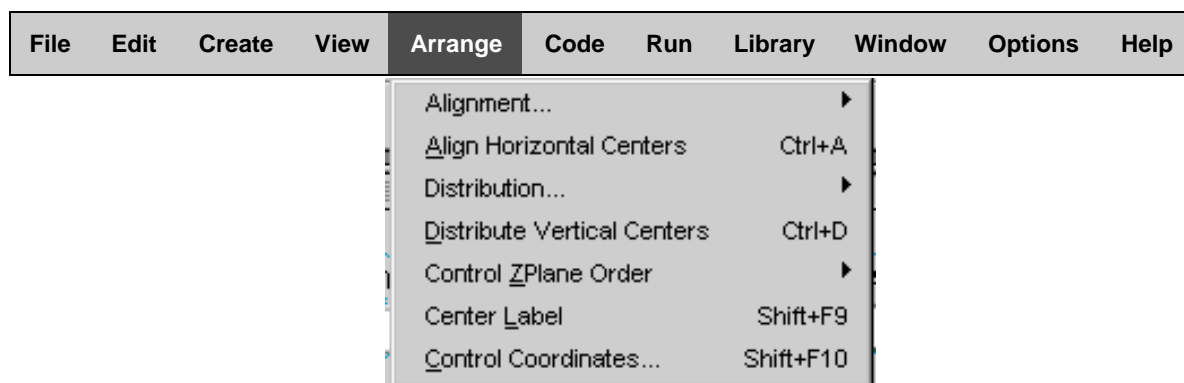 File Edit Create View Arrange Code Run Library Window Options Help
Alignment...
Align Horizontal Centers Ctrl+A
Distribution...
Distribute Vertical Centers Ctrl+D
Control ZPlane Order
Center Label Shift+F9
Control Coordinates... Shift+F10